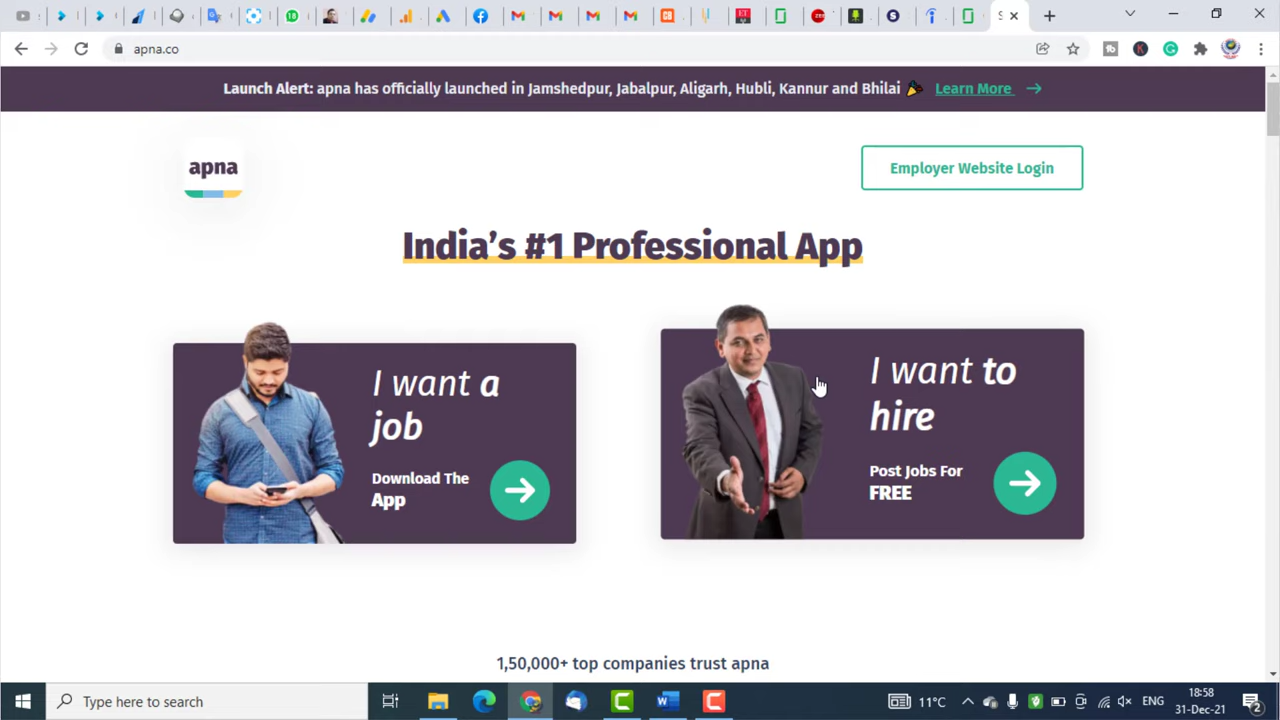 apna.co
Launch Alert: apna has officially launched in Jamshedpur, Jabalpur, Aligarh, Hubli, Kannur and Bhilai
Learn More
apna
Employer Website Login
India's #1 Professional App
I want a
job
Download The
App
I want to
hire
Post Jobs For
FREE
1,50,000+ top companies trust apna
Type here to search
11°C
ENG
18:58
31-Dec-21
2